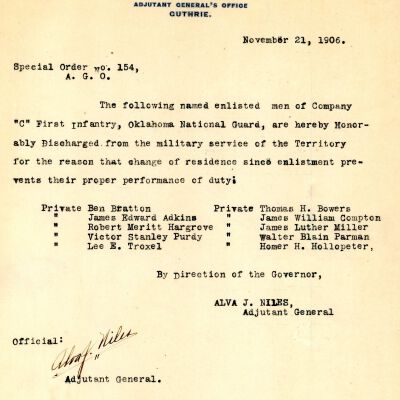 ADJUTANT GENERAL'S OFFICE
GUTHRIE.
November 21, 1906.
Special Order No. 154,
A. G. O.
The following named enlisted men of Company
"C" First Infantry, Oklahoma National Guard, are hereby Honor-
ably Discharged from the military service of the Territory
for the reason that change of residence since enlistment pre-
vents their proper performance of duty:
Private Ben Bratton Private Thomas H. Bowers
" James Edward Adkins " James William Compton
" Robert Meritt Hargrove " James Luther Miller
" Victor Stanley Purdy " Walter Blain Parman
" Lee E. Troxel " Homer H. Hollopeter,
By Direction of the Governor,
ALVA J. NILES,
Adjutant General
Official:
Alva J. Niles
Adjutant General.